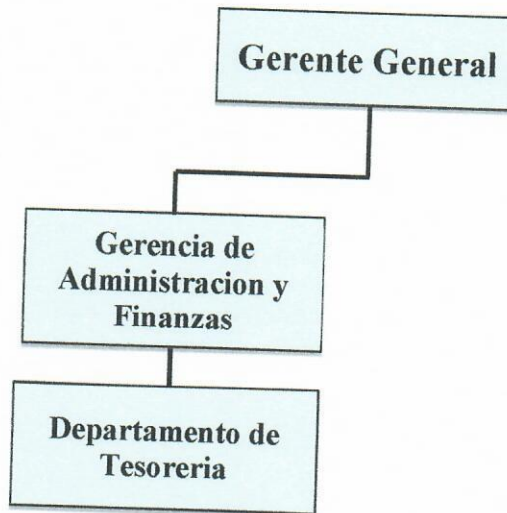 Gerente General
Gerencia de
Administracion y
Finanzas
Departamento de
Tesoreria